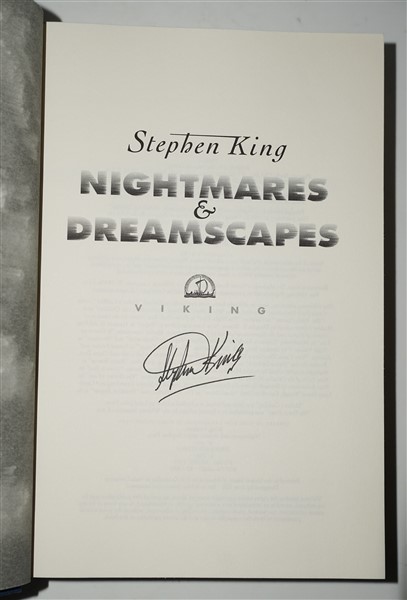 Stephen King
NIGHTMARES
&
DREAMSCAPES
VIKING
Stephen King